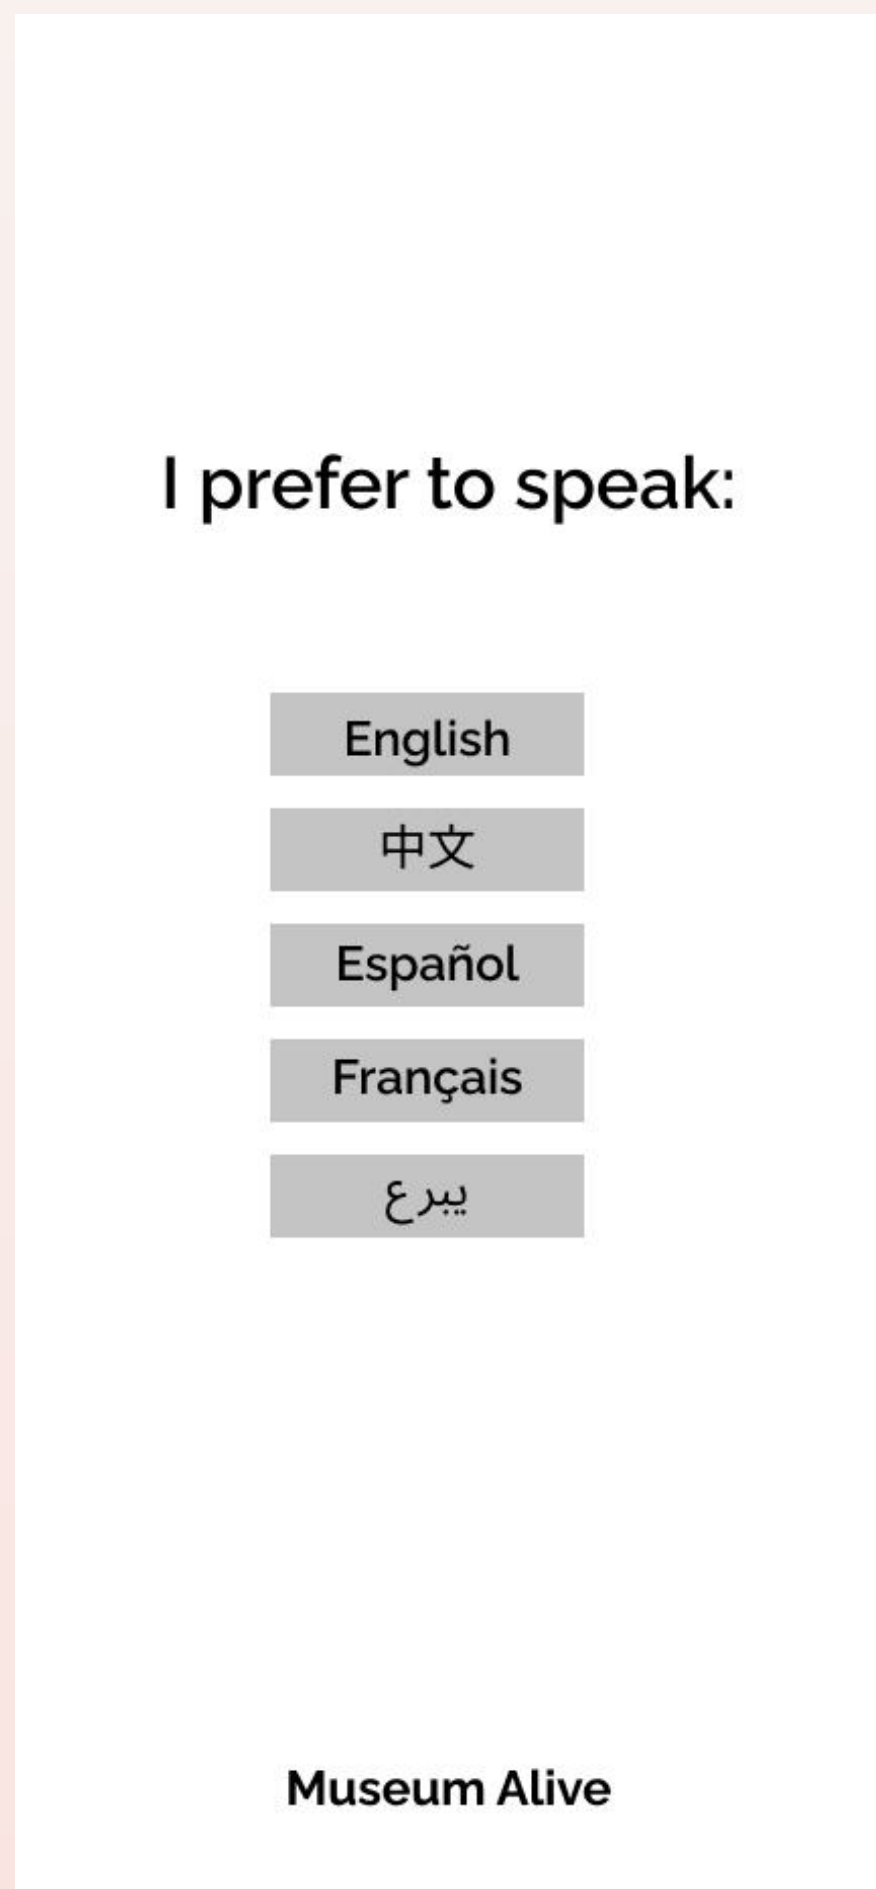 I prefer to speak:
English
中文
Español
Français
يبرع
Museum Alive